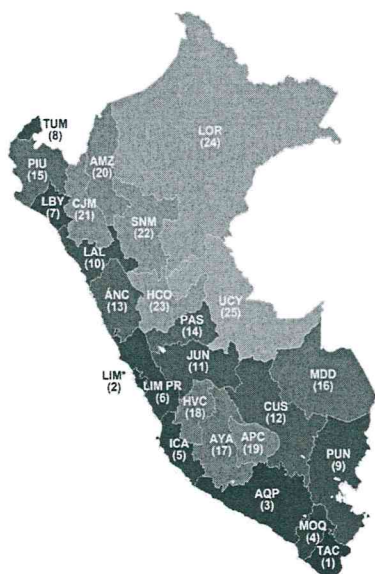 TUM
(8)
LOR
(24)
PIU
(15)
AMZ
(20)
LBY
(7)
CJM
(21)
SNM
(22)
LAL
(10)
ÁNC
(13)
HCO
(23)
UCY
(25)
PAS
(14)
JUN
(11)
LIM*
(2)
LIM PR
(6)
MDD
(16)
HVC
(18)
CUS
(12)
ICA
(5)
AYA
(17)
APC
(19)
PUN
(9)
AQP
(3)
MOQ
(4)
TAC
(1)